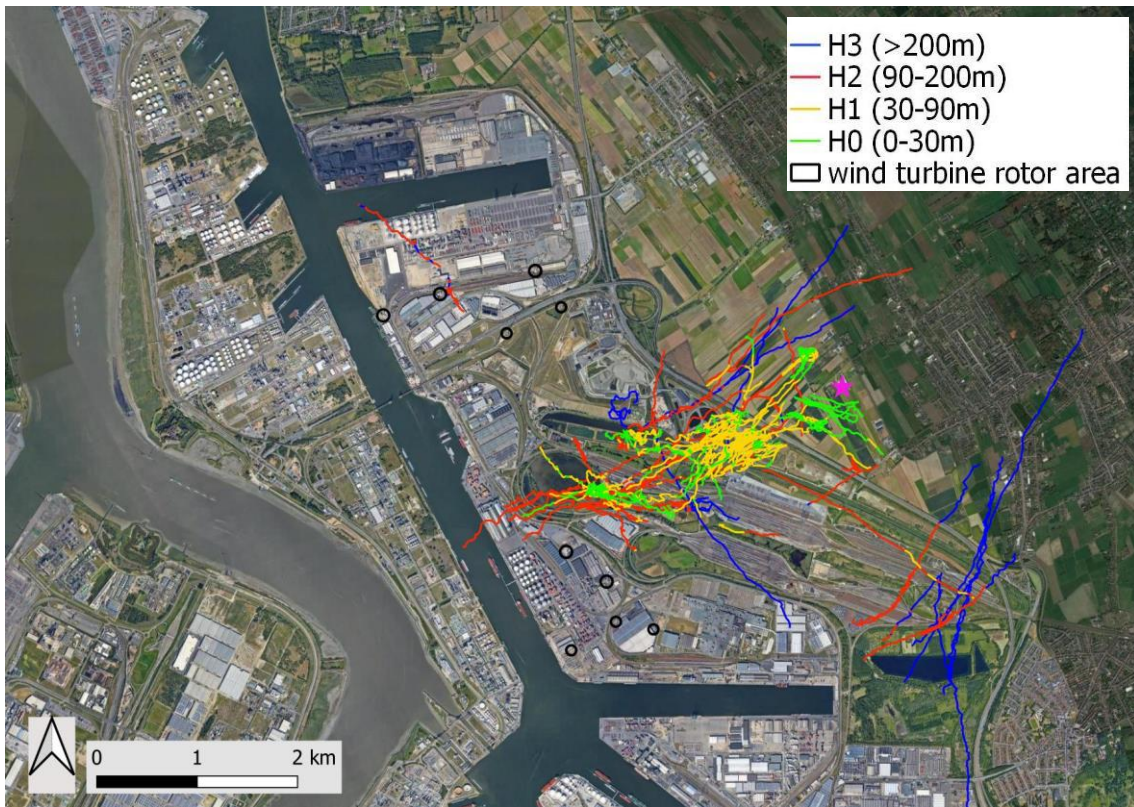 H3 (>200m)
H2 (90-200m)
H1 (30-90m)
H0 (0-30m)
wind turbine rotor area
0 1 2 km